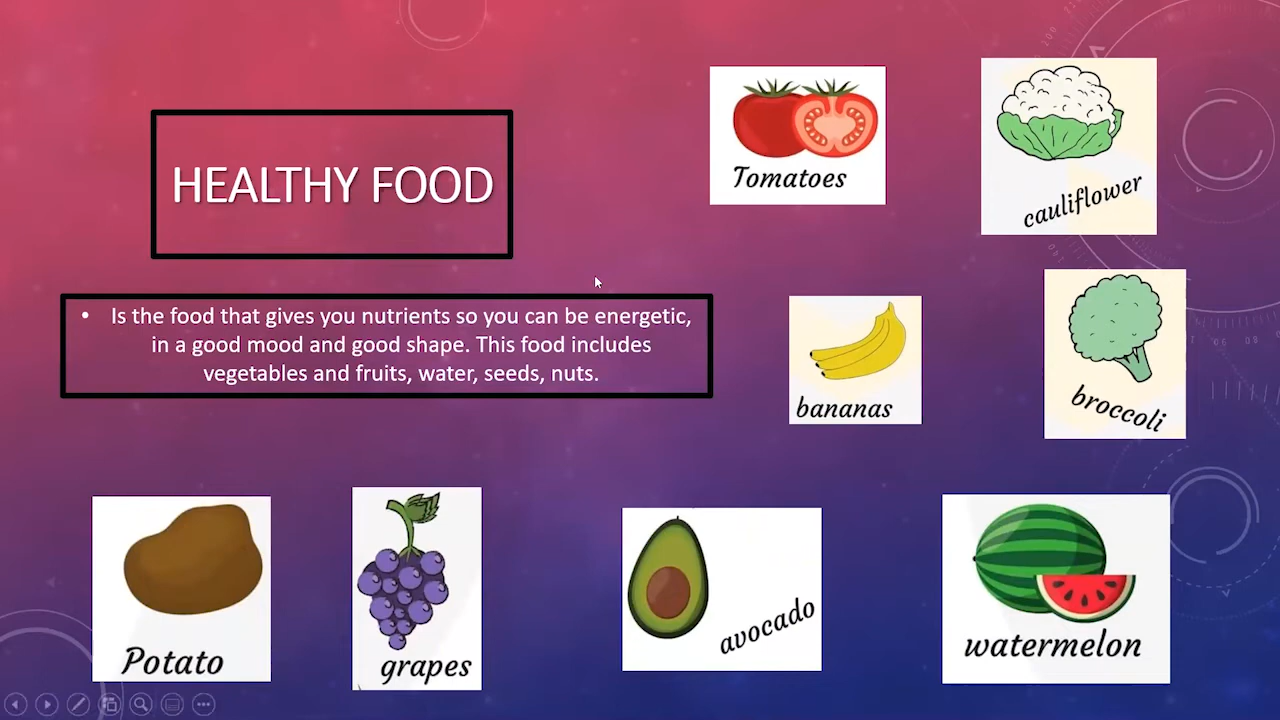 HEALTHY FOOD
• Is the food that gives you nutrients so you can be energetic,
in a good mood and good shape. This food includes
vegetables and fruits, water, seeds, nuts.
Tomatoes
cauliflower
bananas
broccoli
Potato
grapes
avocado
watermelon